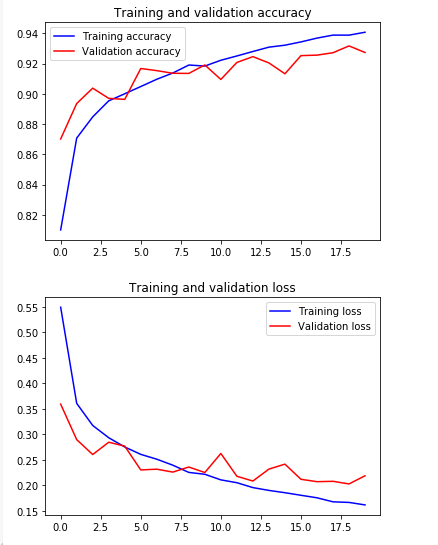 Training and validation accuracy
Training accuracy
Validation accuracy
0.94
0.92
0.90
0.88
0.86
0.84
0.82
0.0 2.5 5.0 7.5 10.0 12.5 15.0 17.5
Training and validation loss
Training loss
Validation loss
0.55
0.50
0.45
0.40
0.35
0.30
0.25
0.20
0.15
0.0 2.5 5.0 7.5 10.0 12.5 15.0 17.5